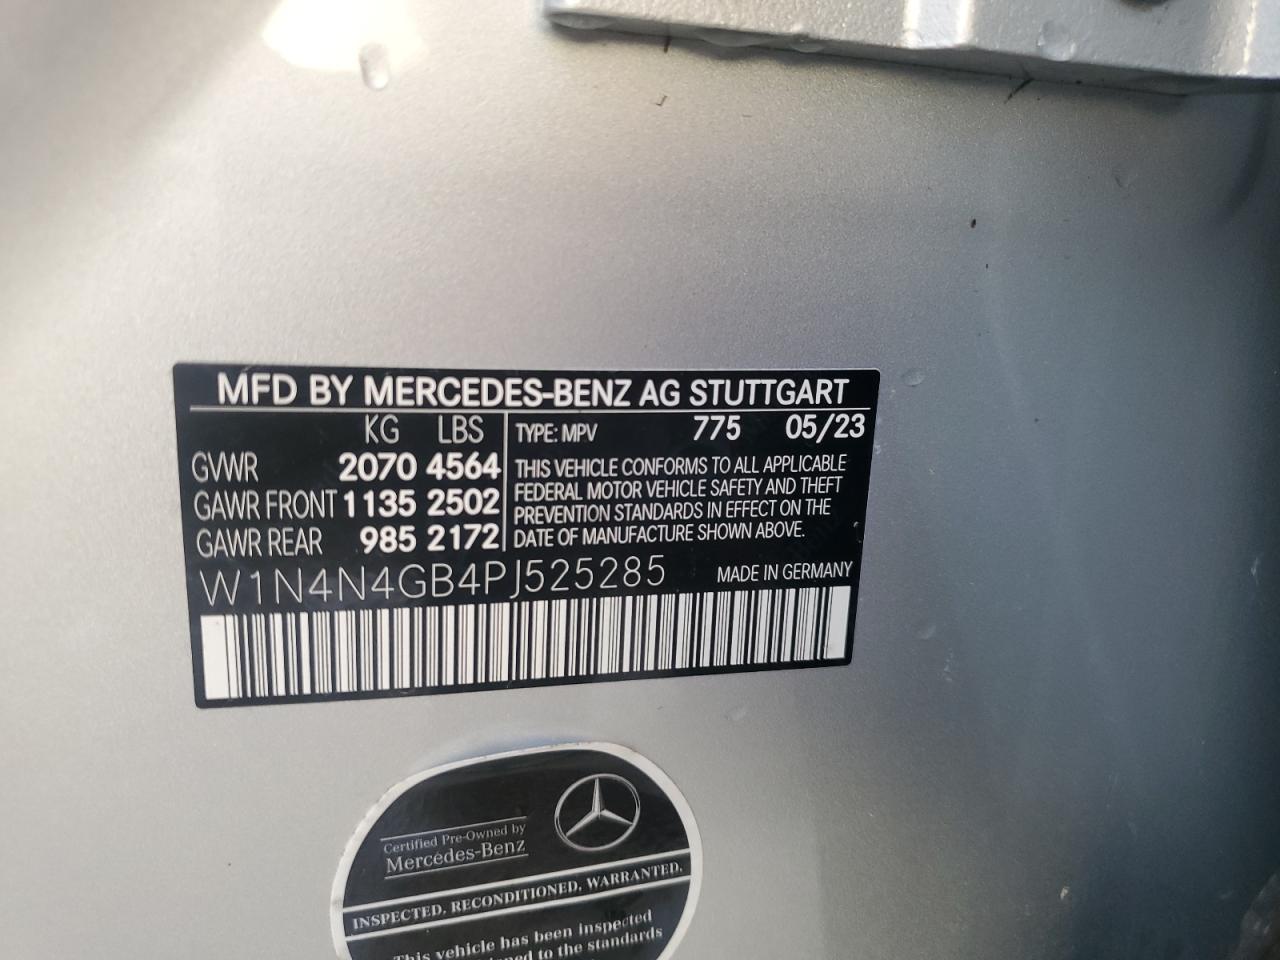 MFD BY MERCEDES-BENZ AG STUTTGART
KG LBS
GVWR 2070 4564
GAWR FRONT 1135 2502
GAWR REAR 985 2172
TYPE: MPV 775 05/23
THIS VEHICLE CONFORMS TO ALL APPLICABLE
FEDERAL MOTOR VEHICLE SAFETY AND THEFT
PREVENTION STANDARDS IN EFFECT ON THE
DATE OF MANUFACTURE SHOWN ABOVE.
W1N4N4GB4PJ525285 MADE IN GERMANY
Certified Pre-Owned by
Mercedes-Benz
INSPECTED. RECONDITIONED. WARRANTED.
This vehicle has been inspected
to the standards